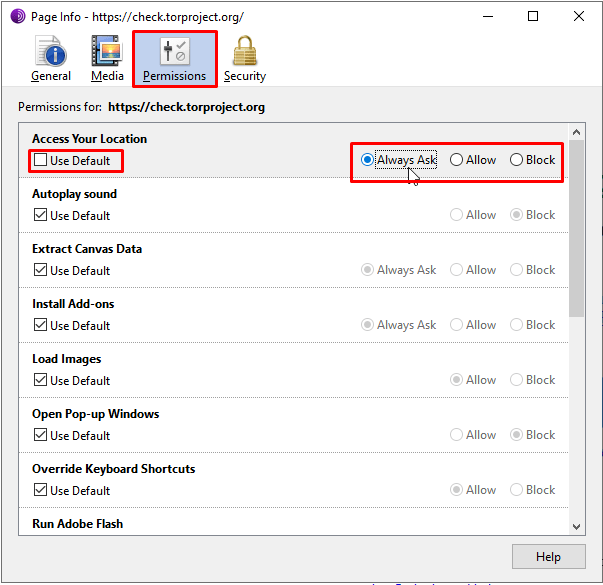 Page Info - https://check.torproject.org/
General Media Permissions Security
Permissions for: https://check.torproject.org
Access Your Location
Use Default Always Ask Allow Block
Autoplay sound
Use Default Allow Block
Extract Canvas Data
Use Default Always Ask Allow Block
Install Add-ons
Use Default Always Ask Allow Block
Load Images
Use Default Allow Block
Open Pop-up Windows
Use Default Allow Block
Override Keyboard Shortcuts
Use Default Allow Block
Run Adobe Flash
Help